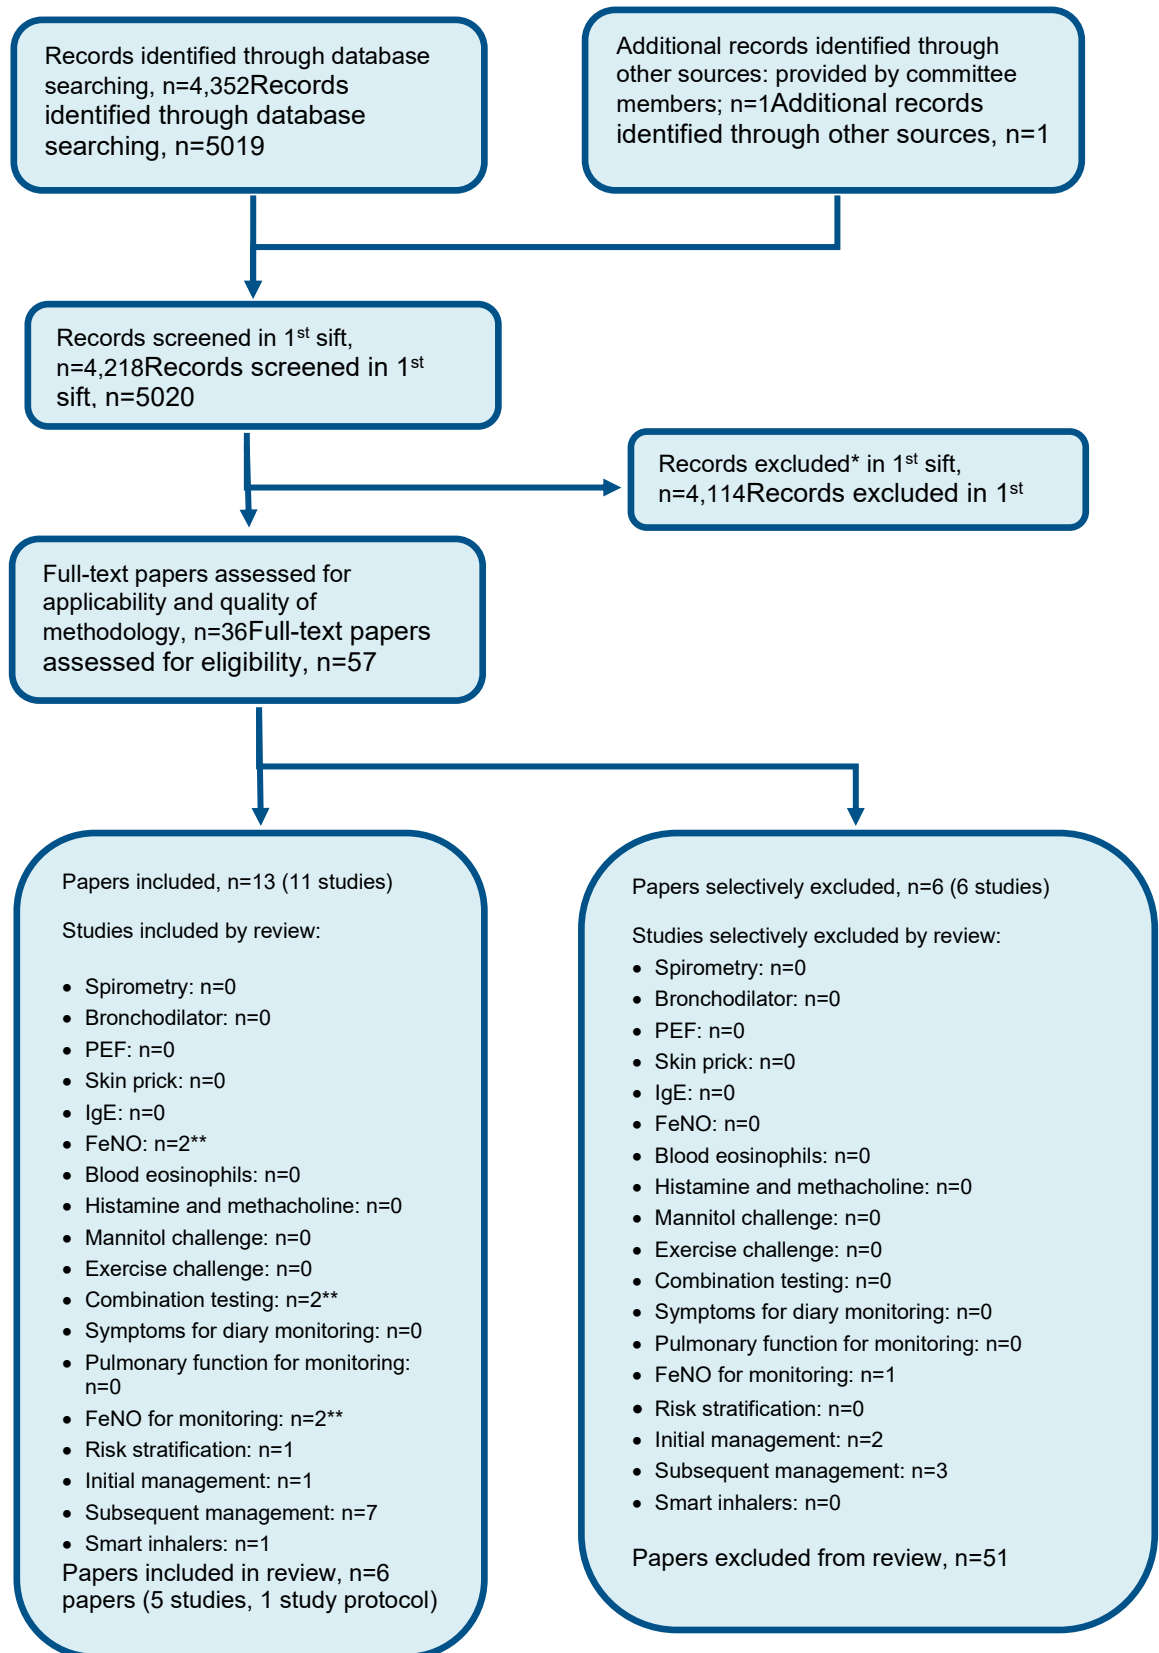 Records identified through database
searching, n=4,352Records
identified through database
searching, n=5019
Additional records identified through
other sources: provided by committee
members; n=1Additional records
identified through other sources, n=1
Records screened in 1st sift,
n=4,218Records screened in 1st
sift, n=5020
Records excluded* in 1st sift,
n=4,114Records excluded in 1st
Full-text papers assessed for
applicability and quality of
methodology, n=36Full-text papers
assessed for eligibility, n=57
Papers included, n=13 (11 studies)
Studies included by review:
• Spirometry: n=0
• Bronchodilator: n=0
• PEF: n=0
• Skin prick: n=0
• IgE: n=0
• FeNO: n=2**
• Blood eosinophils: n=0
• Histamine and methacholine: n=0
• Mannitol challenge: n=0
• Exercise challenge: n=0
• Combination testing: n=2**
• Symptoms for diary monitoring: n=0
• Pulmonary function for monitoring:
n=0
• FeNO for monitoring: n=2**
• Risk stratification: n=1
• Initial management: n=1
• Subsequent management: n=7
• Smart inhalers: n=1
Papers included in review, n=6
papers (5 studies, 1 study protocol)
Papers selectively excluded, n=6 (6 studies)
Studies selectively excluded by review:
• Spirometry: n=0
• Bronchodilator: n=0
• PEF: n=0
• Skin prick: n=0
• IgE: n=0
• FeNO: n=0
• Blood eosinophils: n=0
• Histamine and methacholine: n=0
• Mannitol challenge: n=0
• Exercise challenge: n=0
• Combination testing: n=0
• Symptoms for diary monitoring: n=0
• Pulmonary function for monitoring: n=0
• FeNO for monitoring: n=1
• Risk stratification: n=0
• Initial management: n=2
• Subsequent management: n=3
• Smart inhalers: n=0
Papers excluded from review, n=51